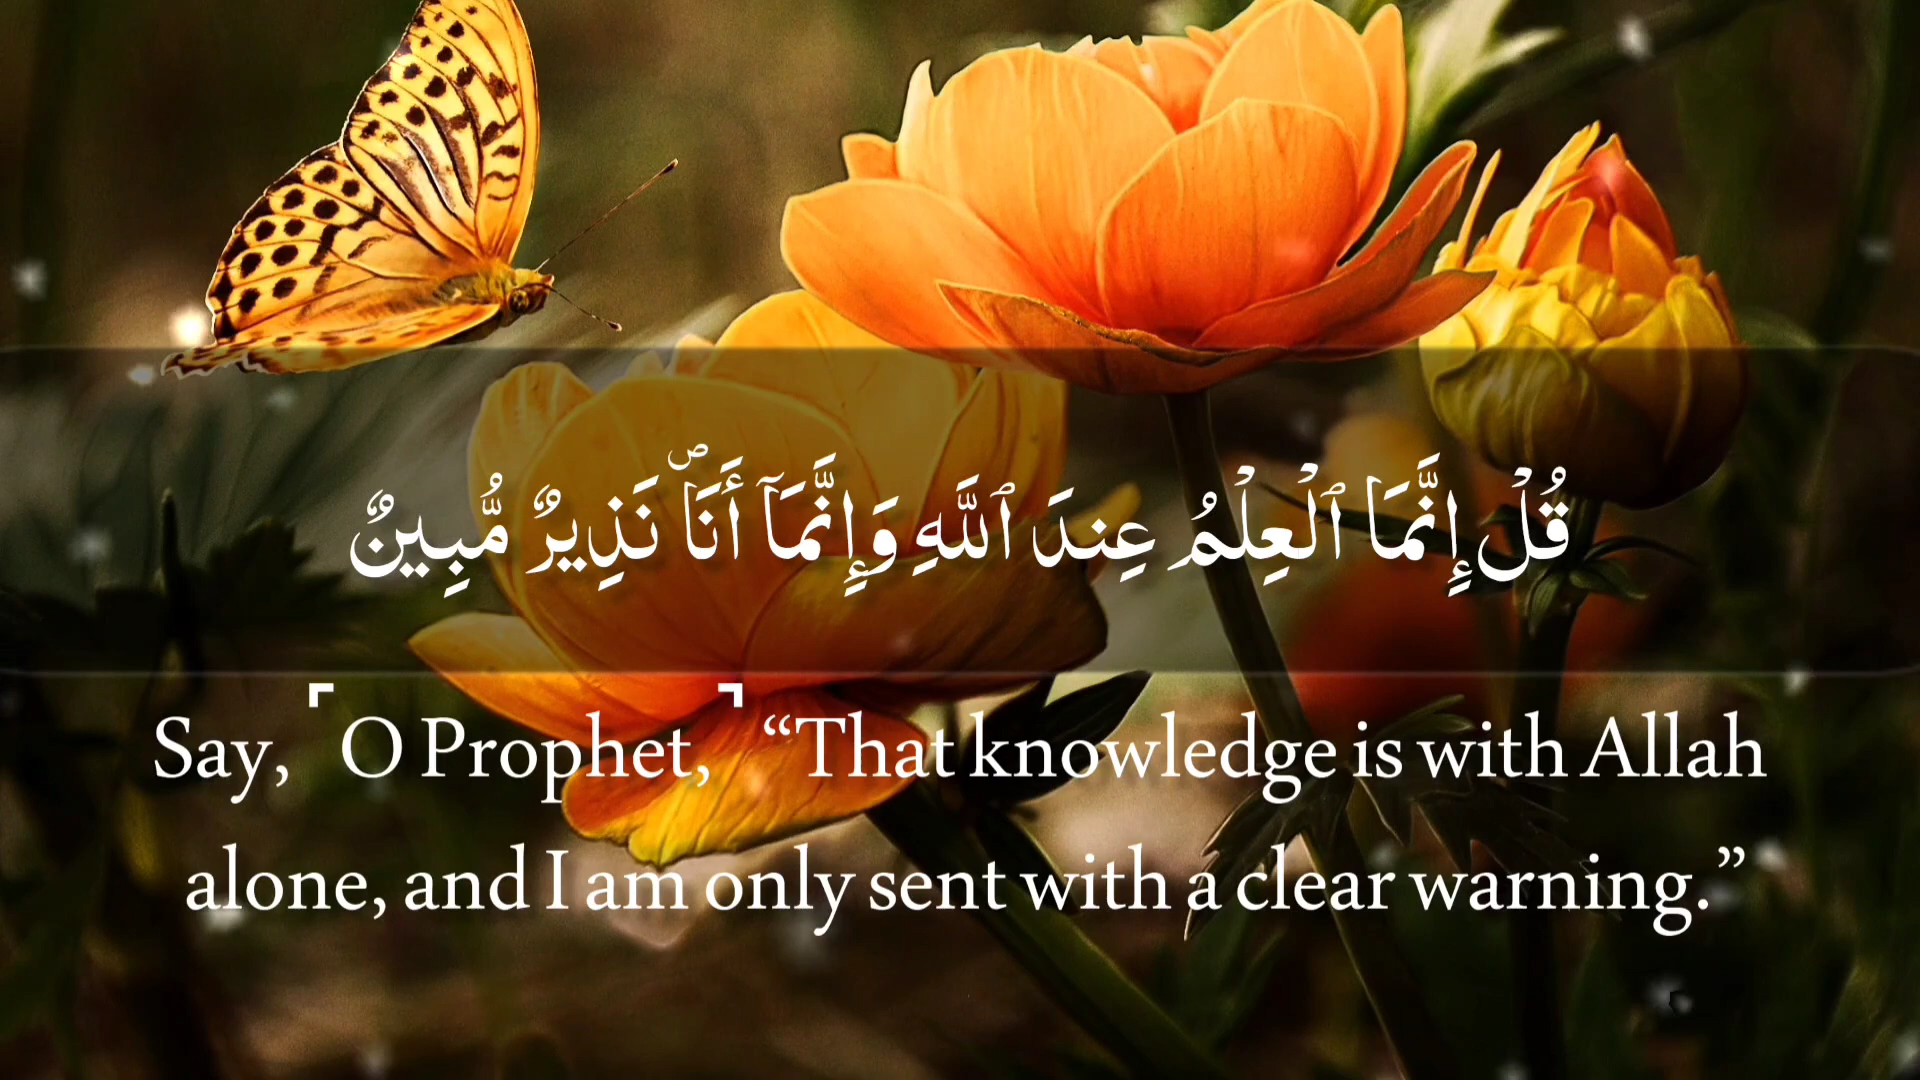 قُلْ إِنَّمَا ٱلْعِلْمُ عِندَ ٱللَّهِ وَإِنَّمَآ أَنَا۠ نَذِيرٌ مُّبِينٌ
Say, ⌜O Prophet,⌝ “That knowledge is with Allah
alone, and I am only sent with a clear warning.”